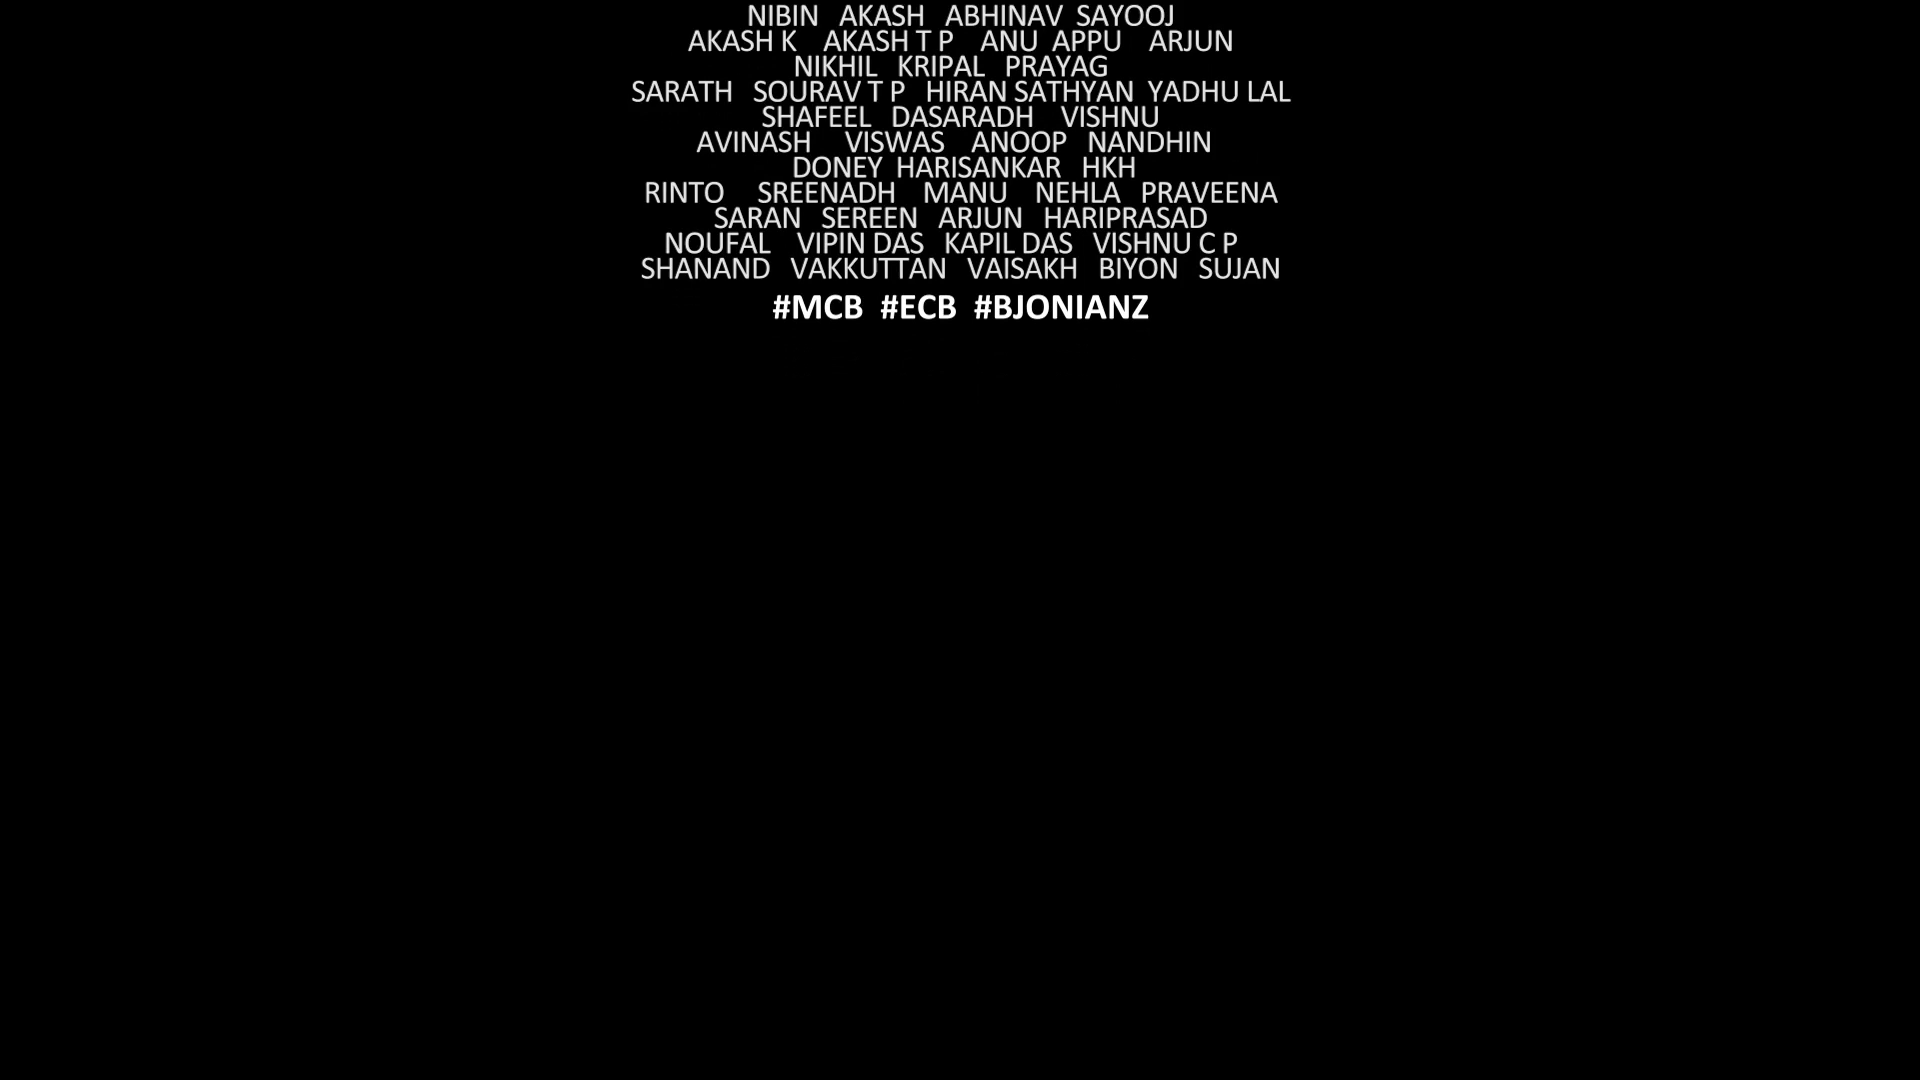 NIBIN AKASH ABHINAV SAYOOJ
AKASH K AKASH T P ANU APPU ARJUN
NIKHIL KRIPAL PRAYAG
SARATH SOURAV T P HIRAN SATHYAN YADHU LAL
SHAFEEL DASARADH VISHNU
AVINASH VISWAS ANOOP NANDHIN
DONEY HARISANKAR HKH
RINTO SREENADH MANU NEHLA PRAVEENA
SARAN SEREEN ARJUN HARIPRASAD
NOUFAL VIPIN DAS KAPIL DAS VISHNU C P
SHANAND VAKKUTTAN VAISAKH BIYON SUJAN
#MCB #ECB #BJONIANZ